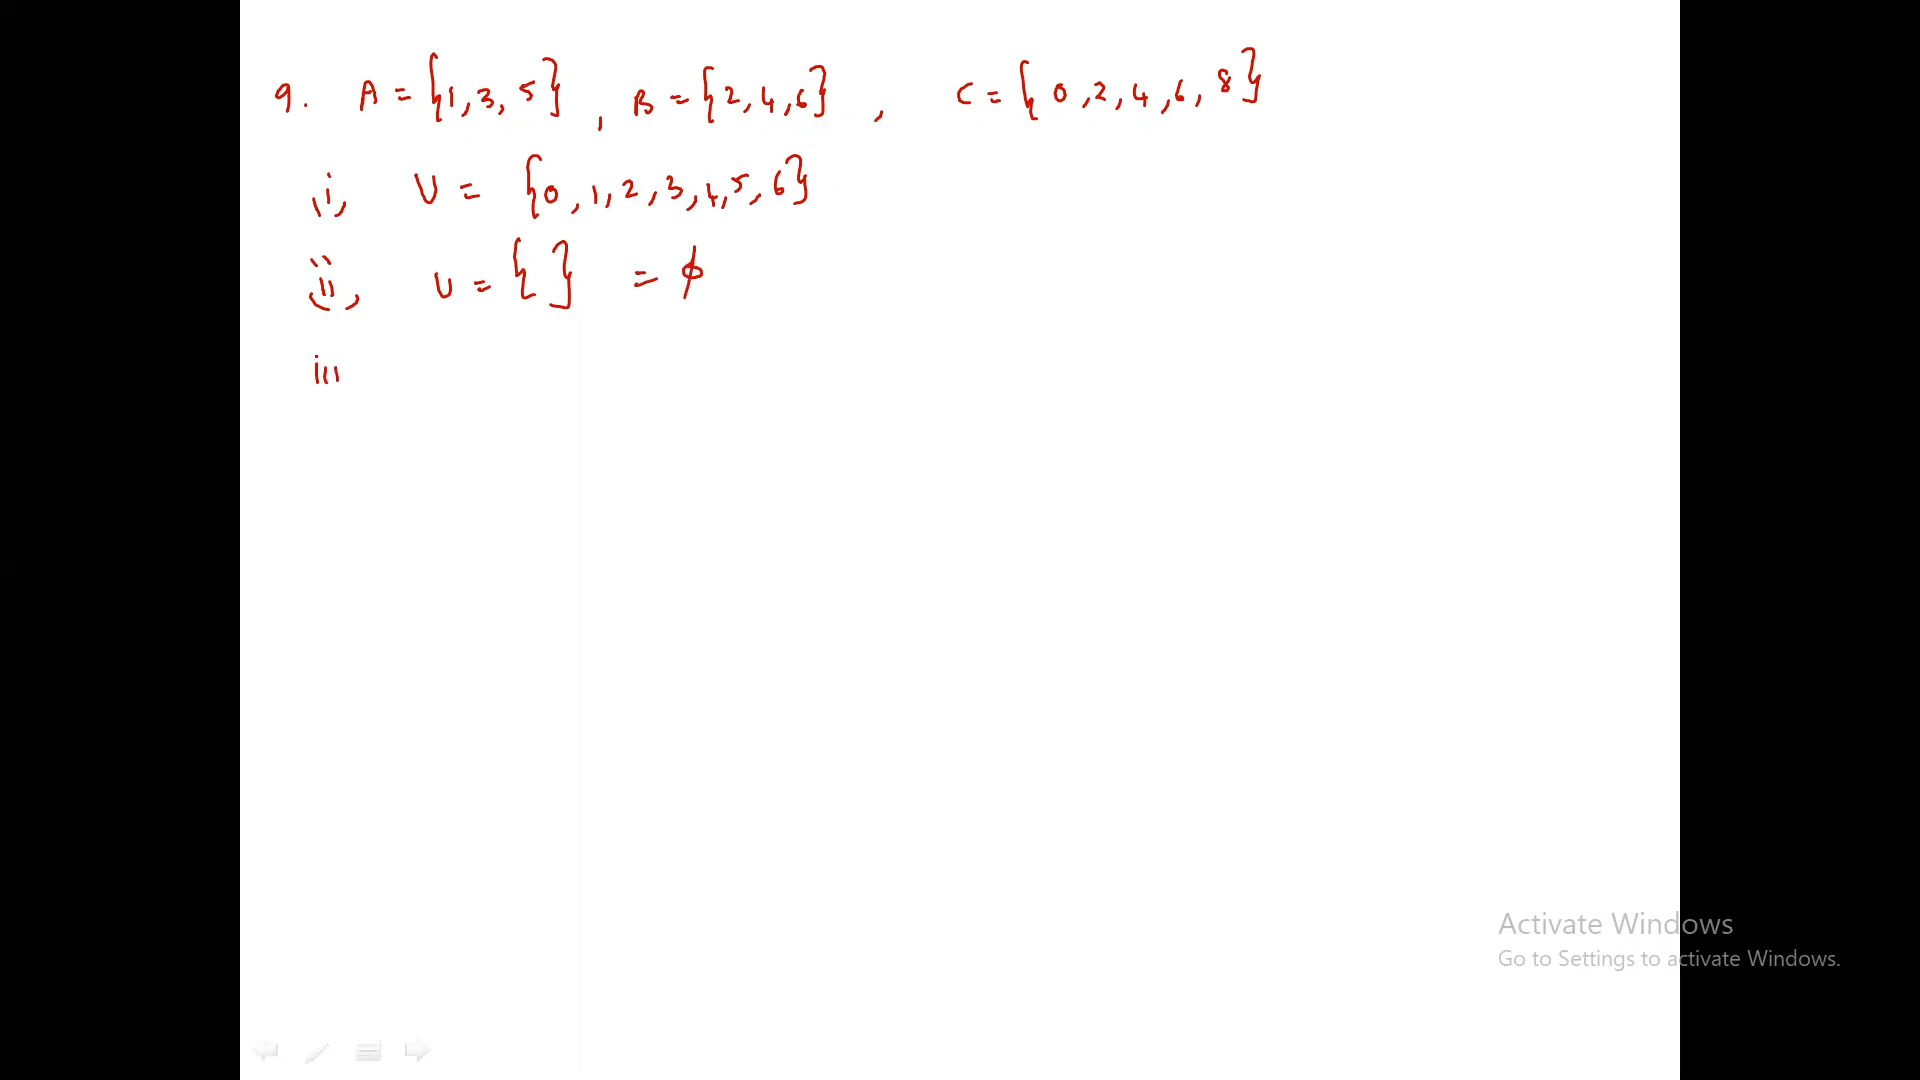 9. A = {1, 3, 5}, B = {2, 4, 6}, C = {0, 2, 4, 6, 8}
(i) U = {0, 1, 2, 3, 4, 5, 6}
(ii) U = { } = ϕ
iii
Activate Windows
Go to Settings to activate Windows.